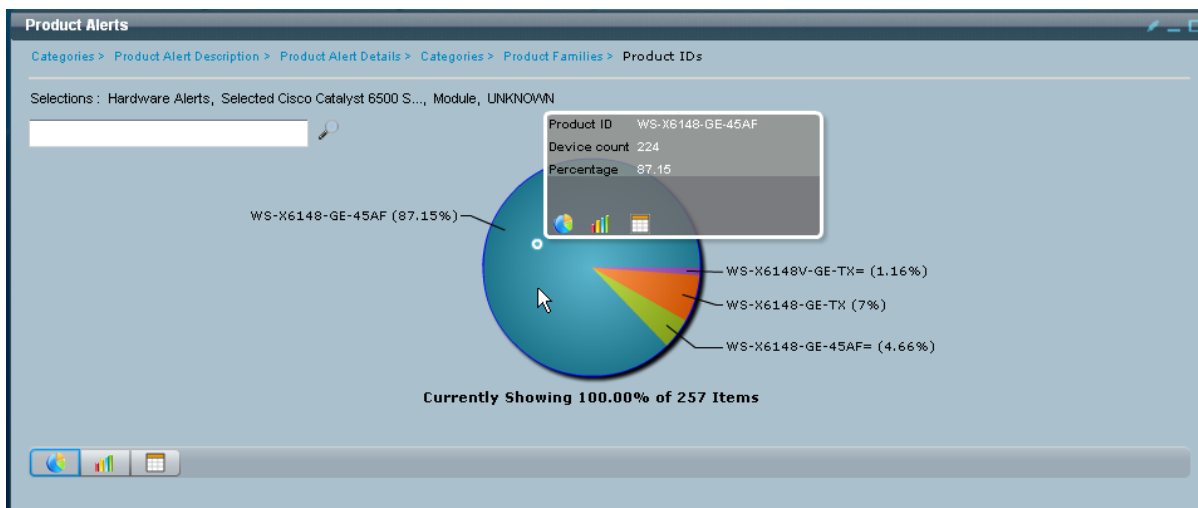 Product Alerts
Categories > Product Alert Description > Product Alert Details > Categories > Product Families > Product IDs
Selections : Hardware Alerts, Selected Cisco Catalyst 6500 S..., Module, UNKNOWN
Product ID WS-X6148-GE-45AF
Device count 224
Percentage 87.15
WS-X6148-GE-45AF (87.15%)
WS-X6148V-GE-TX= (1.16%)
WS-X6148-GE-TX (7%)
WS-X6148-GE-45AF= (4.66%)
Currently Showing 100.00% of 257 Items